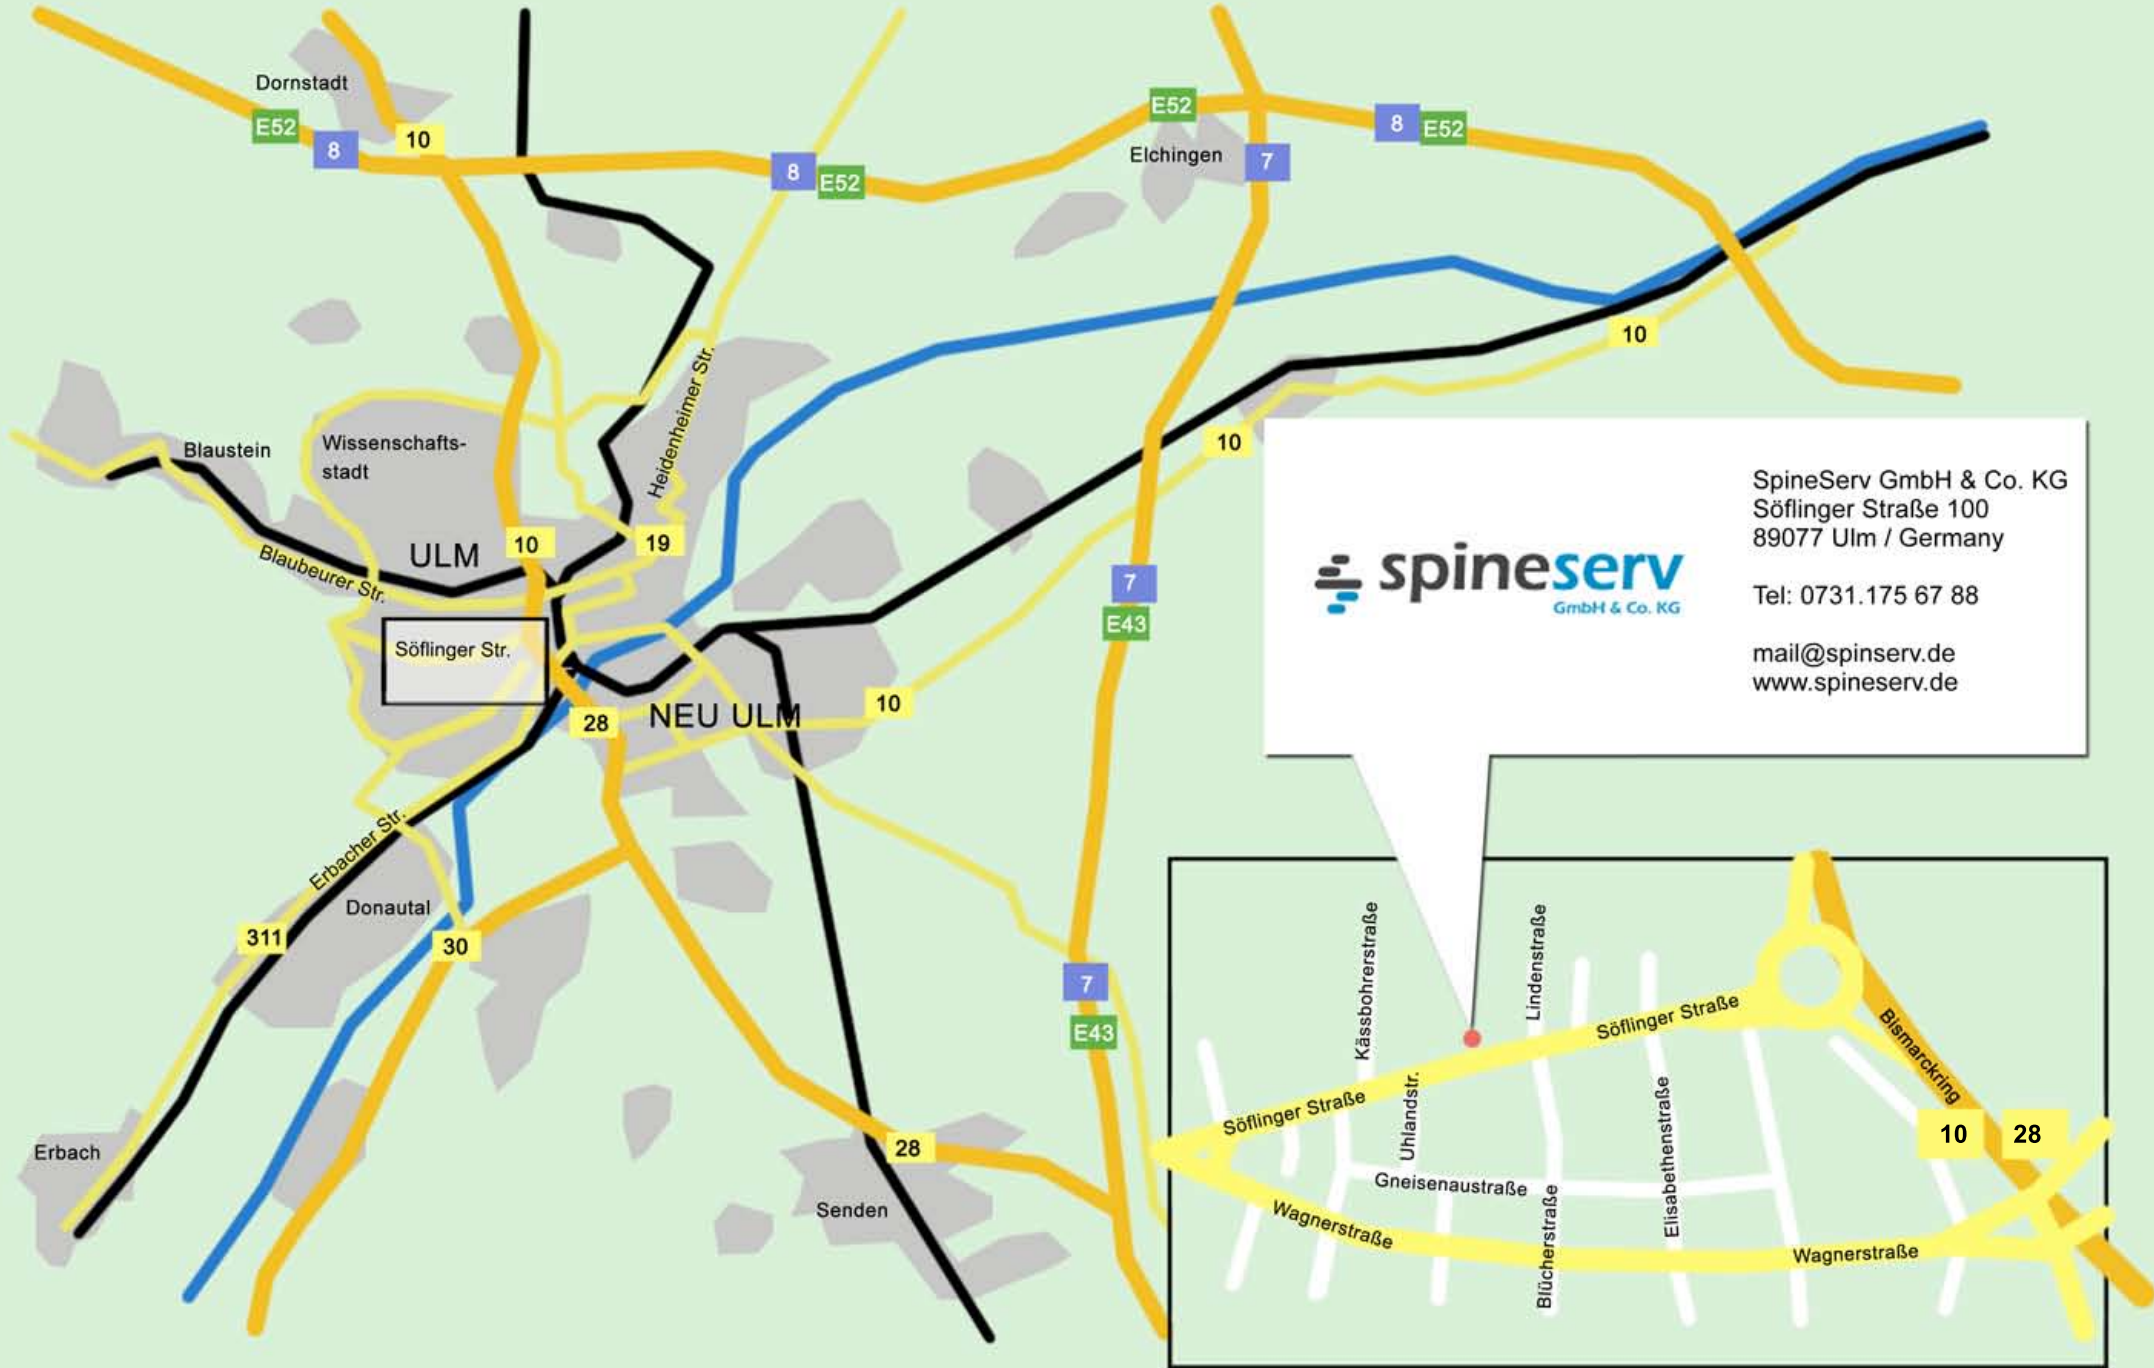 Dornstadt
E52
8
10
8
E52
E52
Elchingen
7
8
E52
10
10
Blaustein
Wissenschafts-
stadt
Heidenheimer Str.
ULM
10
19
Blaubeurer Str.
Söflinger Str.
7
E43
28
NEU ULM
10
Erbacher Str.
Donautal
311
30
7
E43
Erbach
28
Senden
spineserv
GmbH & Co. KG
SpineServ GmbH & Co. KG
Söflinger Straße 100
89077 Ulm / Germany
Tel: 0731.175 67 88
mail@spinserv.de
www.spineserv.de
Kässbohrerstraße
Lindenstraße
Söflinger Straße
Bismarckring
Söflinger Straße
Uhlandstr.
Elisabethenstraße
10
28
Gneisenaustraße
Wagnerstraße
Blücherstraße
Wagnerstraße